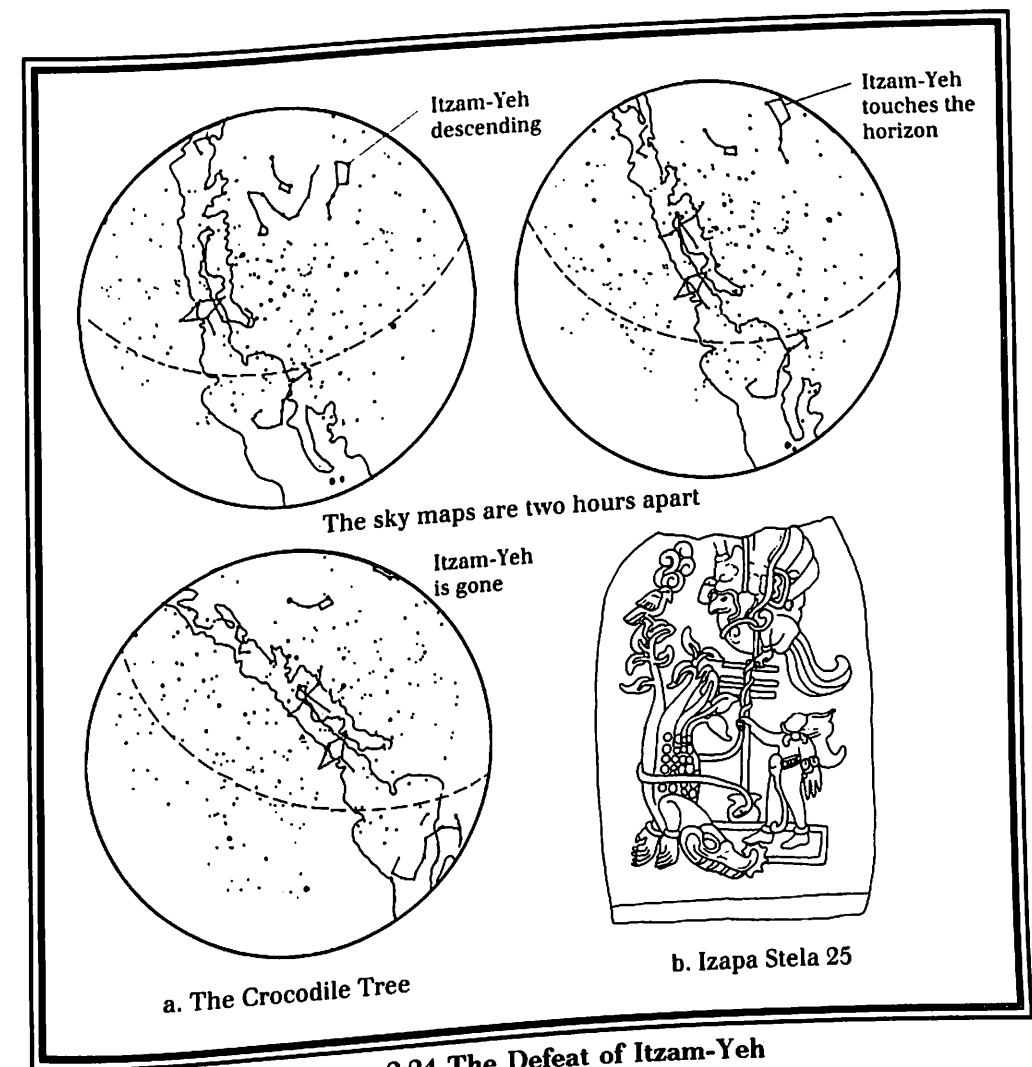 Itzam-Yeh
descending
Itzam-Yeh
touches the
horizon
The sky maps are two hours apart
Itzam-Yeh
is gone
a. The Crocodile Tree
b. Izapa Stela 25
The Defeat of Itzam-Yeh